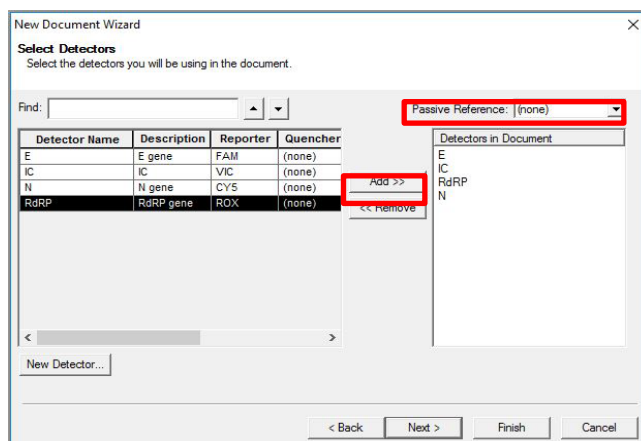 New Document Wizard
Select Detectors
Select the detectors you will be using in the document.
Find:
Passive Reference: (none)
Detector Name Description Reporter Quencher
E E gene FAM (none)
IC IC VIC (none)
N N gene CY5 (none)
RdRP RdRP gene ROX (none)
Add >>
<< Remove
Detectors in Document
E
IC
RdRP
N
New Detector...
< Back Next > Finish Cancel